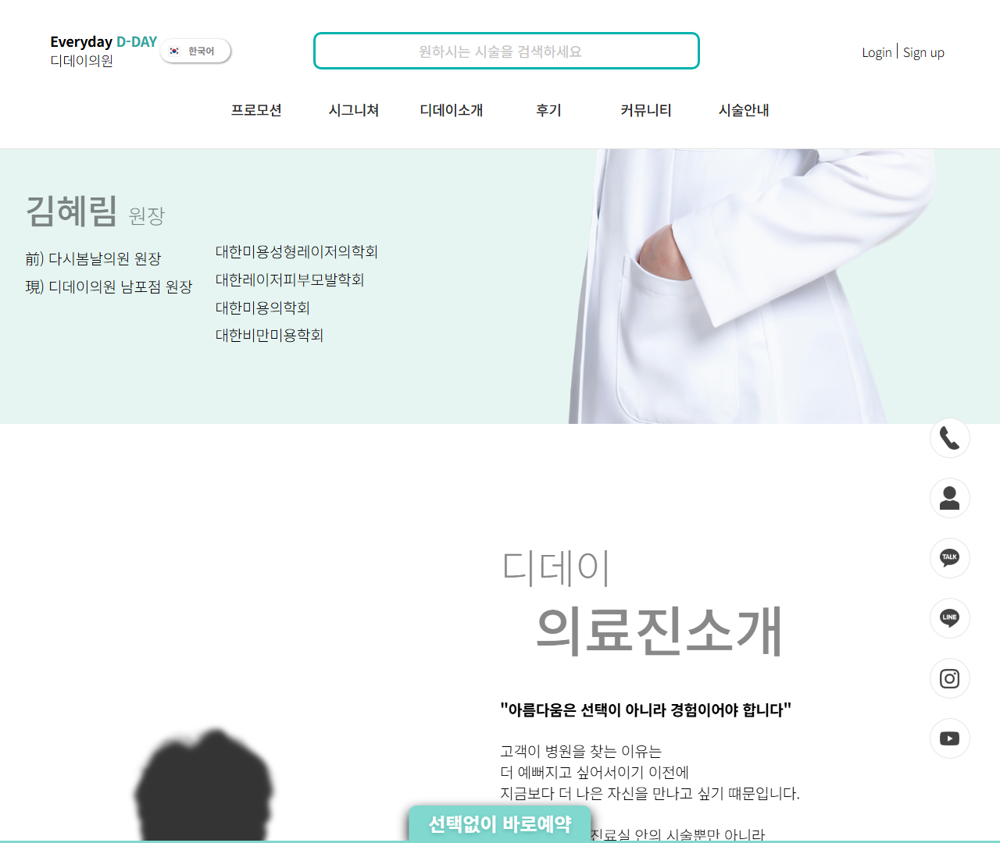 Everyday D-DAY
디데이의원
한국어
원하시는 시술을 검색하세요
Login
Sign up
프로모션
시그니쳐
디데이소개
후기
커뮤니티
시술안내
김혜림 원장
前) 다시봄날의원 원장
現) 디데이의원 남포점 원장
대한미용성형레이저의학회
대한레이저피부모발학회
대한미용의학회
대한비만미용학회
디데이
의료진소개
"아름다움은 선택이 아니라 경험이어야 합니다"
고객이 병원을 찾는 이유는
더 예뻐지고 싶어서이기 이전에
지금보다 더 나은 자신을 만나고 싶기 떄문입니다.
진료실 안의 시술뿐만 아니라
TALK
LINE
선택없이 바로예약